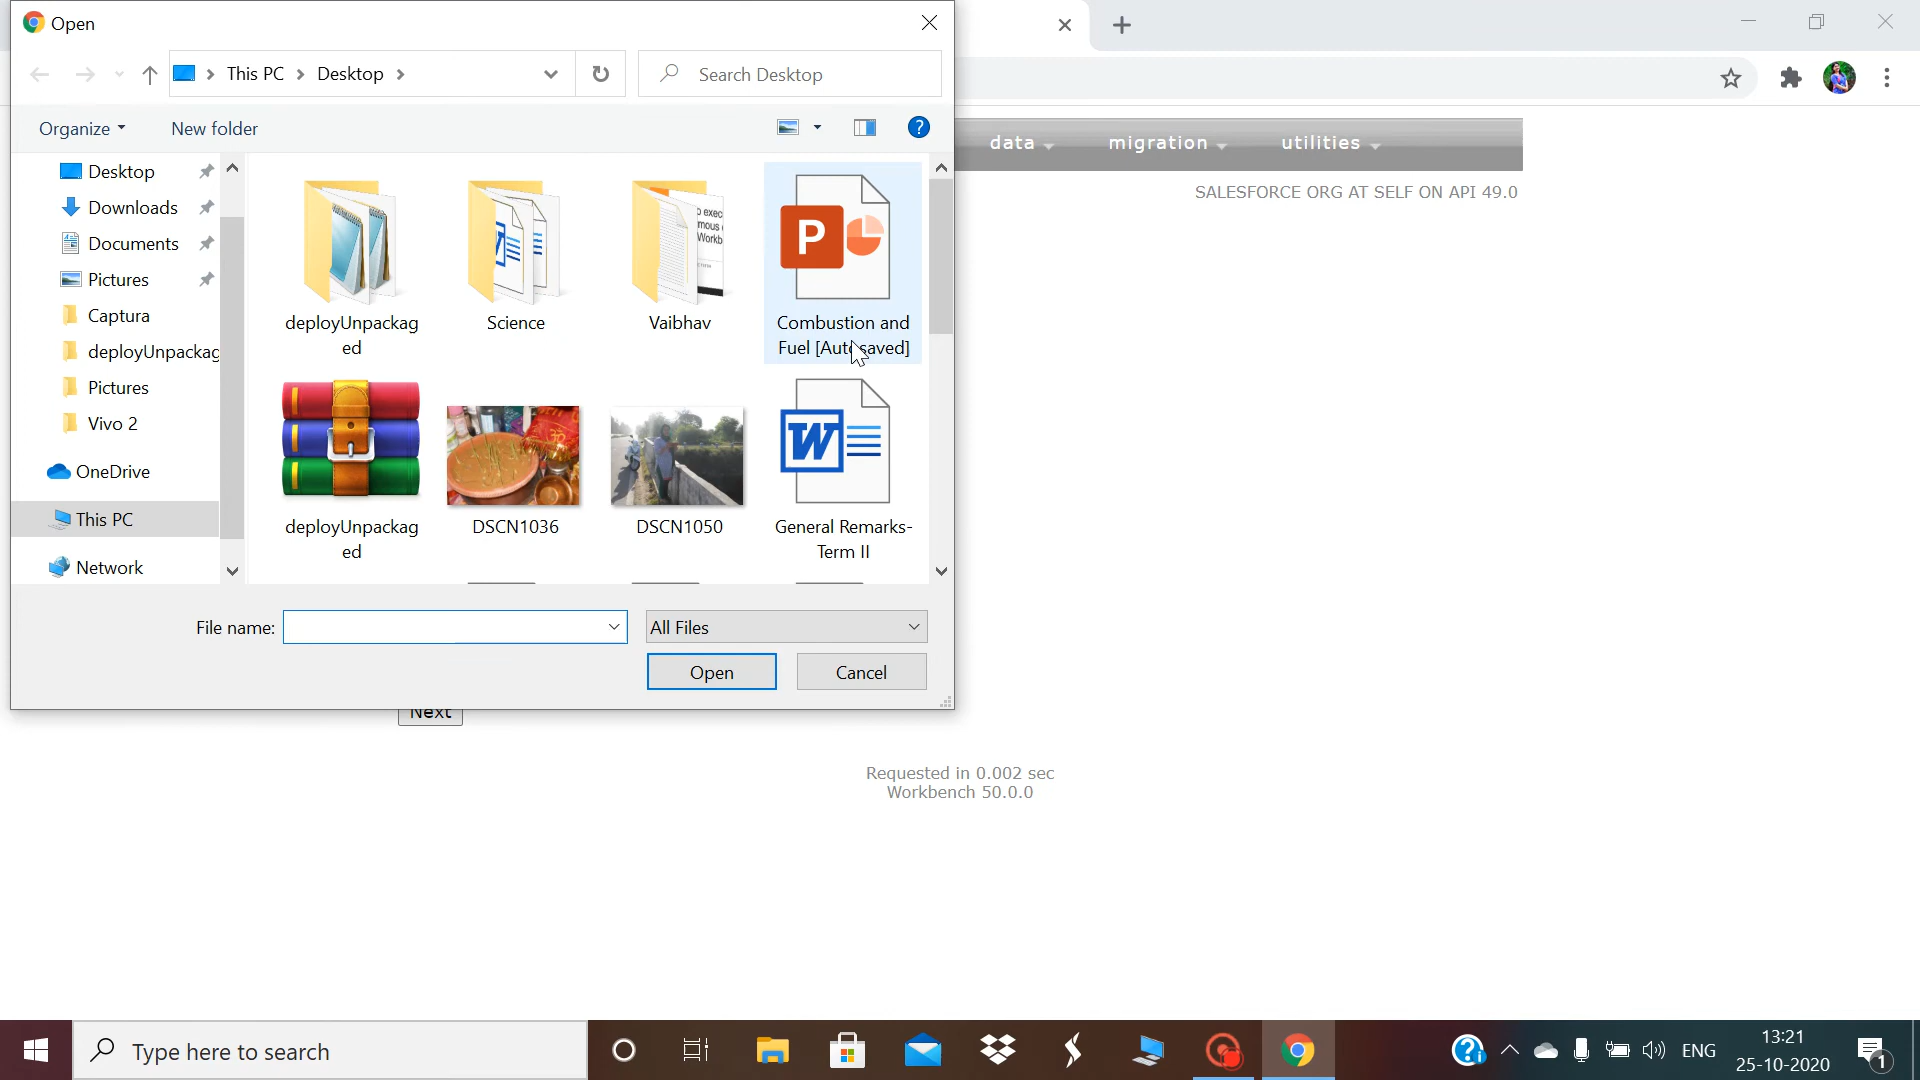 Open
This PC
Desktop
Search Desktop
Organize
New folder
data
migration
utilities
SALESFORCE ORG AT SELF ON API 49.0
Desktop
Downloads
Documents
Pictures
Captura
deployUnpackag
Pictures
Vivo 2
OneDrive
This PC
Network
deployUnpackag
ed
Science
Vaibhav
Combustion and
Fuel [Autosaved]
deployUnpackag
ed
DSCN1036
DSCN1050
General Remarks-
Term II
File name:
All Files
Open
Cancel
Next
Requested in 0.002 sec
Workbench 50.0.0
Type here to search
ENG
13:21
25-10-2020
1